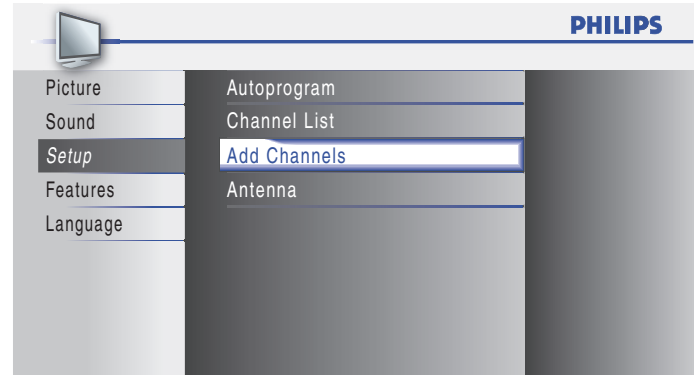 PHILIPS
Picture
Sound
Setup
Features
Language
Autoprogram
Channel List
Add Channels
Antenna